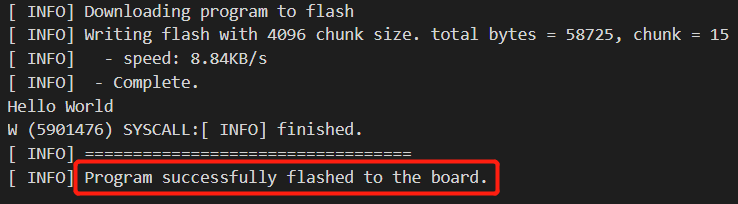 [ INFO] Downloading program to flash
[ INFO] Writing flash with 4096 chunk size. total bytes = 58725, chunk = 15
[ INFO]   - speed: 8.84KB/s
[ INFO]  - Complete.
Hello World
W (5901476) SYSCALL:[ INFO] finished.
[ INFO] ==================================
[ INFO] Program successfully flashed to the board.